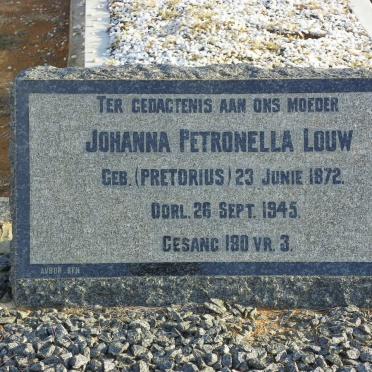 TER GEDACTENIS AAN ONS MOEDER
JOHANNA PETRONELLA LOUW
GEB. (PRETORIUS) 23 JUNIE 1872.
OORL. 26 SEPT. 1945.
GESANG 180 VR. 3.